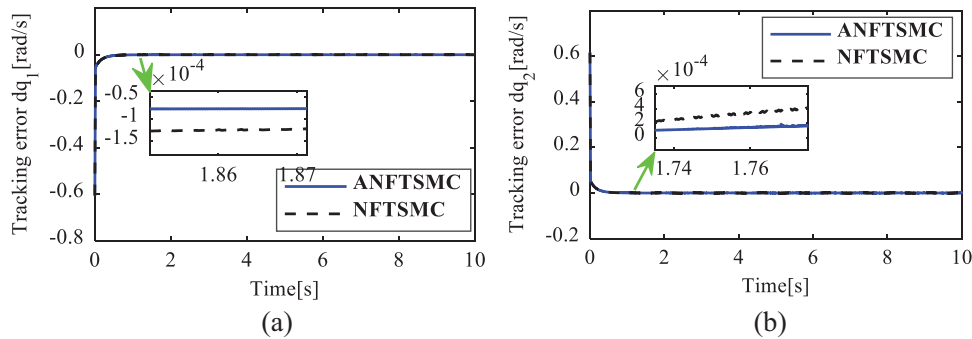 Tracking error dq1[rad/s]
0
-0.2
-0.4
-0.6
-0.8
×10-4
-0.5
-1
-1.5
1.86 1.87
ANFTSMC
NFTSMC
0 2 4 6 8 10
Time[s]
(a)
Tracking error dq2[rad/s]
0.6
0.4
0.2
0
-0.2
×10-4
6
4
2
0
1.74 1.76
ANFTSMC
NFTSMC
0 2 4 6 8 10
Time[s]
(b)